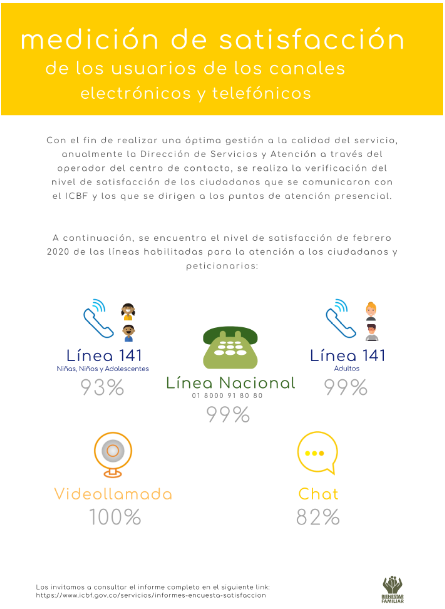 medición de satisfacción
de los usuarios de los canales
electrónicos y telefónicos
Con el fin de realizar una óptima gestión a la calidad del servicio,
anualmente la Dirección de Servicios y Atención a través del
operador del centro de contacto, se realiza la verificación del
nivel de satisfacción de los ciudadanos que se comunicaron con
el ICBF y los que se dirigen a los puntos de atención presencial.
A continuación, se encuentra el nivel de satisfacción de febrero
2020 de las líneas habilitadas para la atención a los ciudadanos y
peticionarios:
Línea 141
Niñas, Niños y Adolescentes
93%
Línea Nacional
01 8000 91 80 80
99%
Línea 141
Adultos
99%
Videollamada
100%
Chat
82%
Los invitamos a consultar el informe completo en el siguiente link:
https://www.icbf.gov.co/servicios/informes-encuesta-satisfaccion
BIENESTAR
FAMILIAR